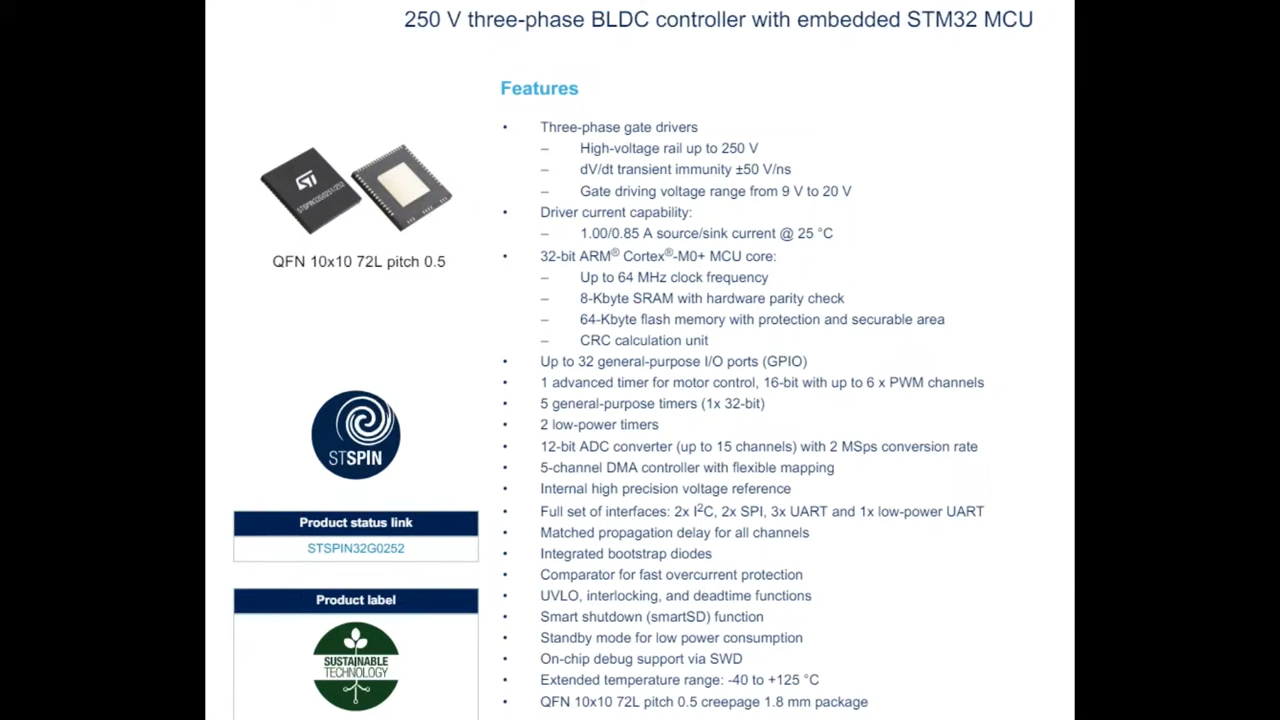 250 V three-phase BLDC controller with embedded STM32 MCU
Features
• Three-phase gate drivers
– High-voltage rail up to 250 V
– dV/dt transient immunity ±50 V/ns
– Gate driving voltage range from 9 V to 20 V
• Driver current capability:
– 1.00/0.85 A source/sink current @ 25 °C
• 32-bit ARM® Cortex®-M0+ MCU core:
– Up to 64 MHz clock frequency
– 8-Kbyte SRAM with hardware parity check
– 64-Kbyte flash memory with protection and securable area
– CRC calculation unit
• Up to 32 general-purpose I/O ports (GPIO)
• 1 advanced timer for motor control, 16-bit with up to 6 x PWM channels
• 5 general-purpose timers (1x 32-bit)
• 2 low-power timers
• 12-bit ADC converter (up to 15 channels) with 2 MSps conversion rate
• 5-channel DMA controller with flexible mapping
• Internal high precision voltage reference
• Full set of interfaces: 2x I²C, 2x SPI, 3x UART and 1x low-power UART
• Matched propagation delay for all channels
• Integrated bootstrap diodes
• Comparator for fast overcurrent protection
• UVLO, interlocking, and deadtime functions
• Smart shutdown (smartSD) function
• Standby mode for low power consumption
• On-chip debug support via SWD
• Extended temperature range: -40 to +125 °C
• QFN 10x10 72L pitch 0.5 creepage 1.8 mm package
ST
QFN 10x10 72L pitch 0.5
STSPIN
Product status link
STSPIN32G0252
Product label
SUSTAINABLE
TECHNOLOGY